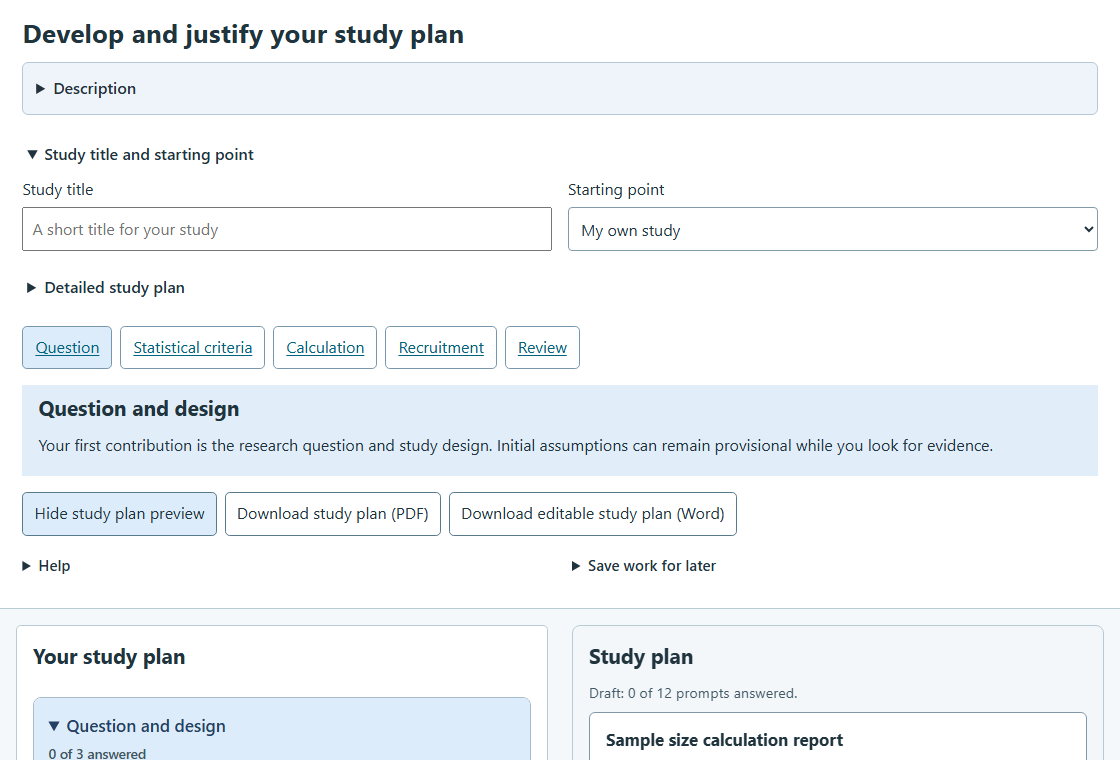 Develop and justify your study plan
Description
Study title and starting point
Study title
Starting point
A short title for your study
My own study
Detailed study plan
Question
Statistical criteria
Calculation
Recruitment
Review
Question and design
Your first contribution is the research question and study design. Initial assumptions can remain provisional while you look for evidence.
Hide study plan preview
Download study plan (PDF)
Download editable study plan (Word)
Help
Save work for later
Your study plan
Question and design
0 of 3 answered
Study plan
Draft: 0 of 12 prompts answered.
Sample size calculation report